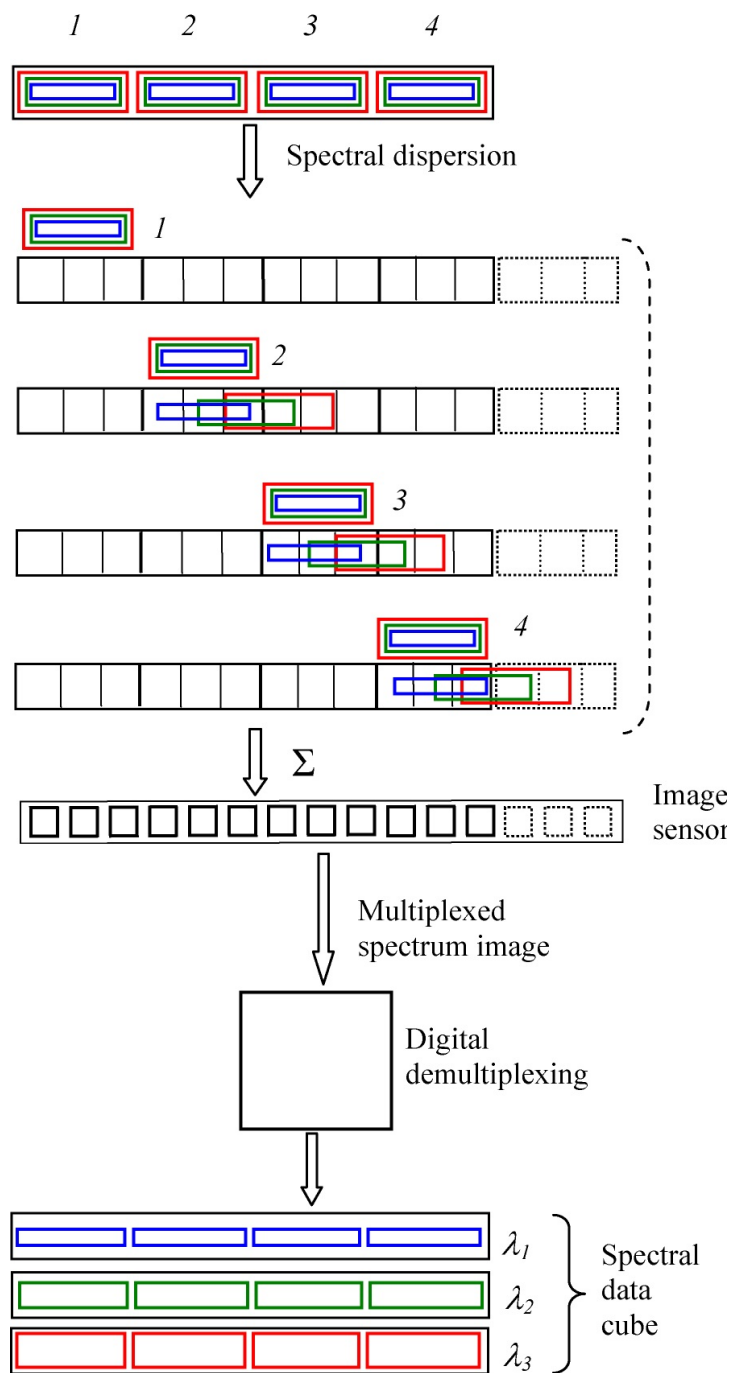 1 2 3 4
Spectral dispersion
1
2
3
4
Σ
Image
sensor
Multiplexed
spectrum image
Digital
demultiplexing
λ1
λ2
λ3
Spectral
data
cube